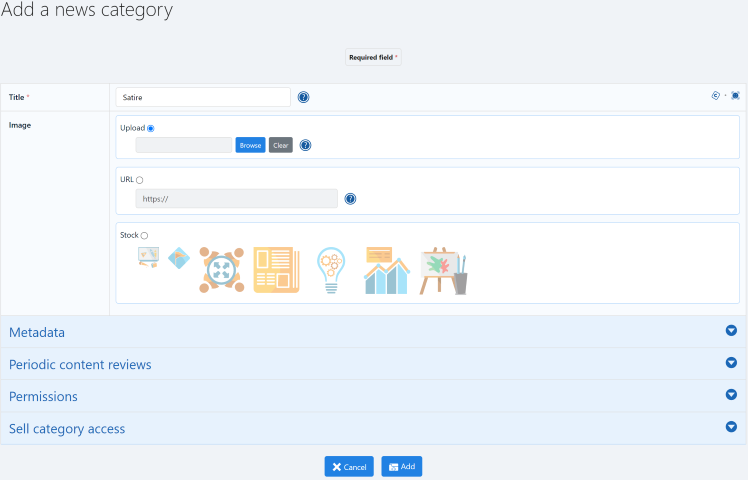 Add a news category
Required field *
Title *
Satire
Image
Upload
Browse
Clear
URL
https://
Stock
Metadata
Periodic content reviews
Permissions
Sell category access
Cancel
Add